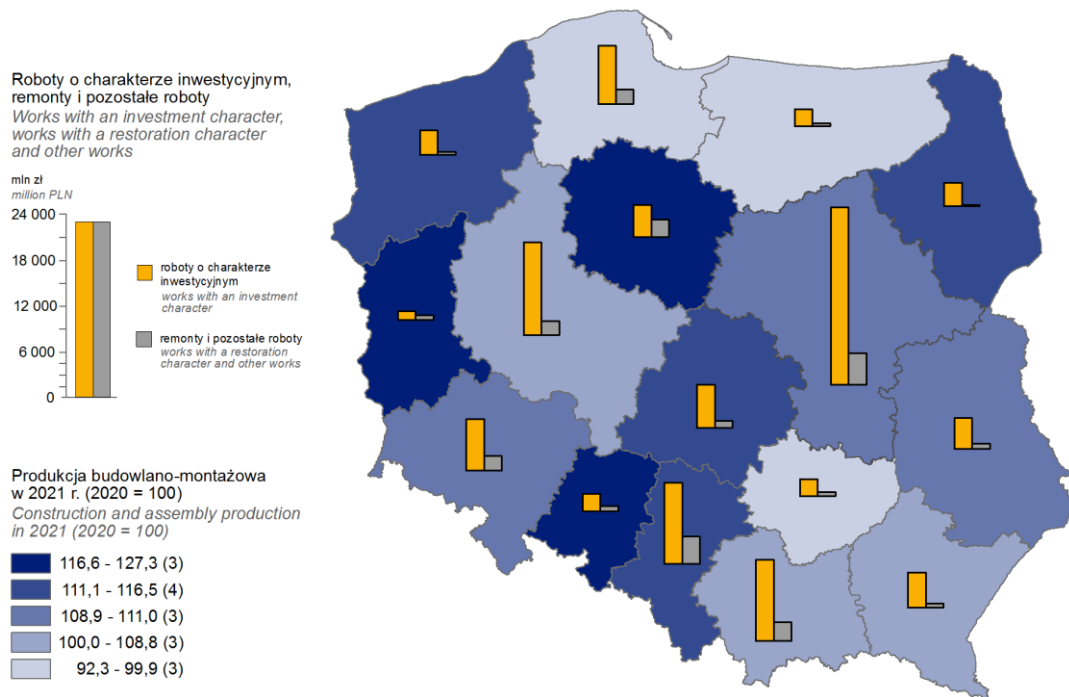 Roboty o charakterze inwestycyjnym,
remonty i pozostałe roboty
Works with an investment character,
works with a restoration character
and other works
mln zł
million PLN
24 000
18 000
12 000
6 000
0
roboty o charakterze
inwestycyjnym
works with an investment
character
remonty i pozostałe roboty
works with a restoration
character and other works
Produkcja budowlano-montażowa
w 2021 r. (2020 = 100)
Construction and assembly production
in 2021 (2020 = 100)
116,6 - 127,3 (3)
111,1 - 116,5 (4)
108,9 - 111,0 (3)
100,0 - 108,8 (3)
92,3 - 99,9 (3)